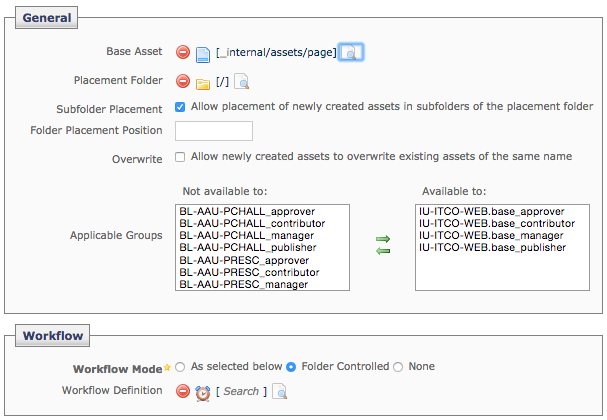 General
Base Asset [_internal/assets/page]
Placement Folder [/]
Subfolder Placement Allow placement of newly created assets in subfolders of the placement folder
Folder Placement Position
Overwrite Allow newly created assets to overwrite existing assets of the same name
Not available to: Available to:
Applicable Groups
BL-AAU-PCHALL_approver
BL-AAU-PCHALL_contributor
BL-AAU-PCHALL_manager
BL-AAU-PCHALL_publisher
BL-AAU-PRESC_approver
BL-AAU-PRESC_contributor
BL-AAU-PRESC_manager
IU-ITCO-WEB.base_approver
IU-ITCO-WEB.base_contributor
IU-ITCO-WEB.base_manager
IU-ITCO-WEB.base_publisher
Workflow
Workflow Mode As selected below Folder Controlled None
Workflow Definition [ Search ]